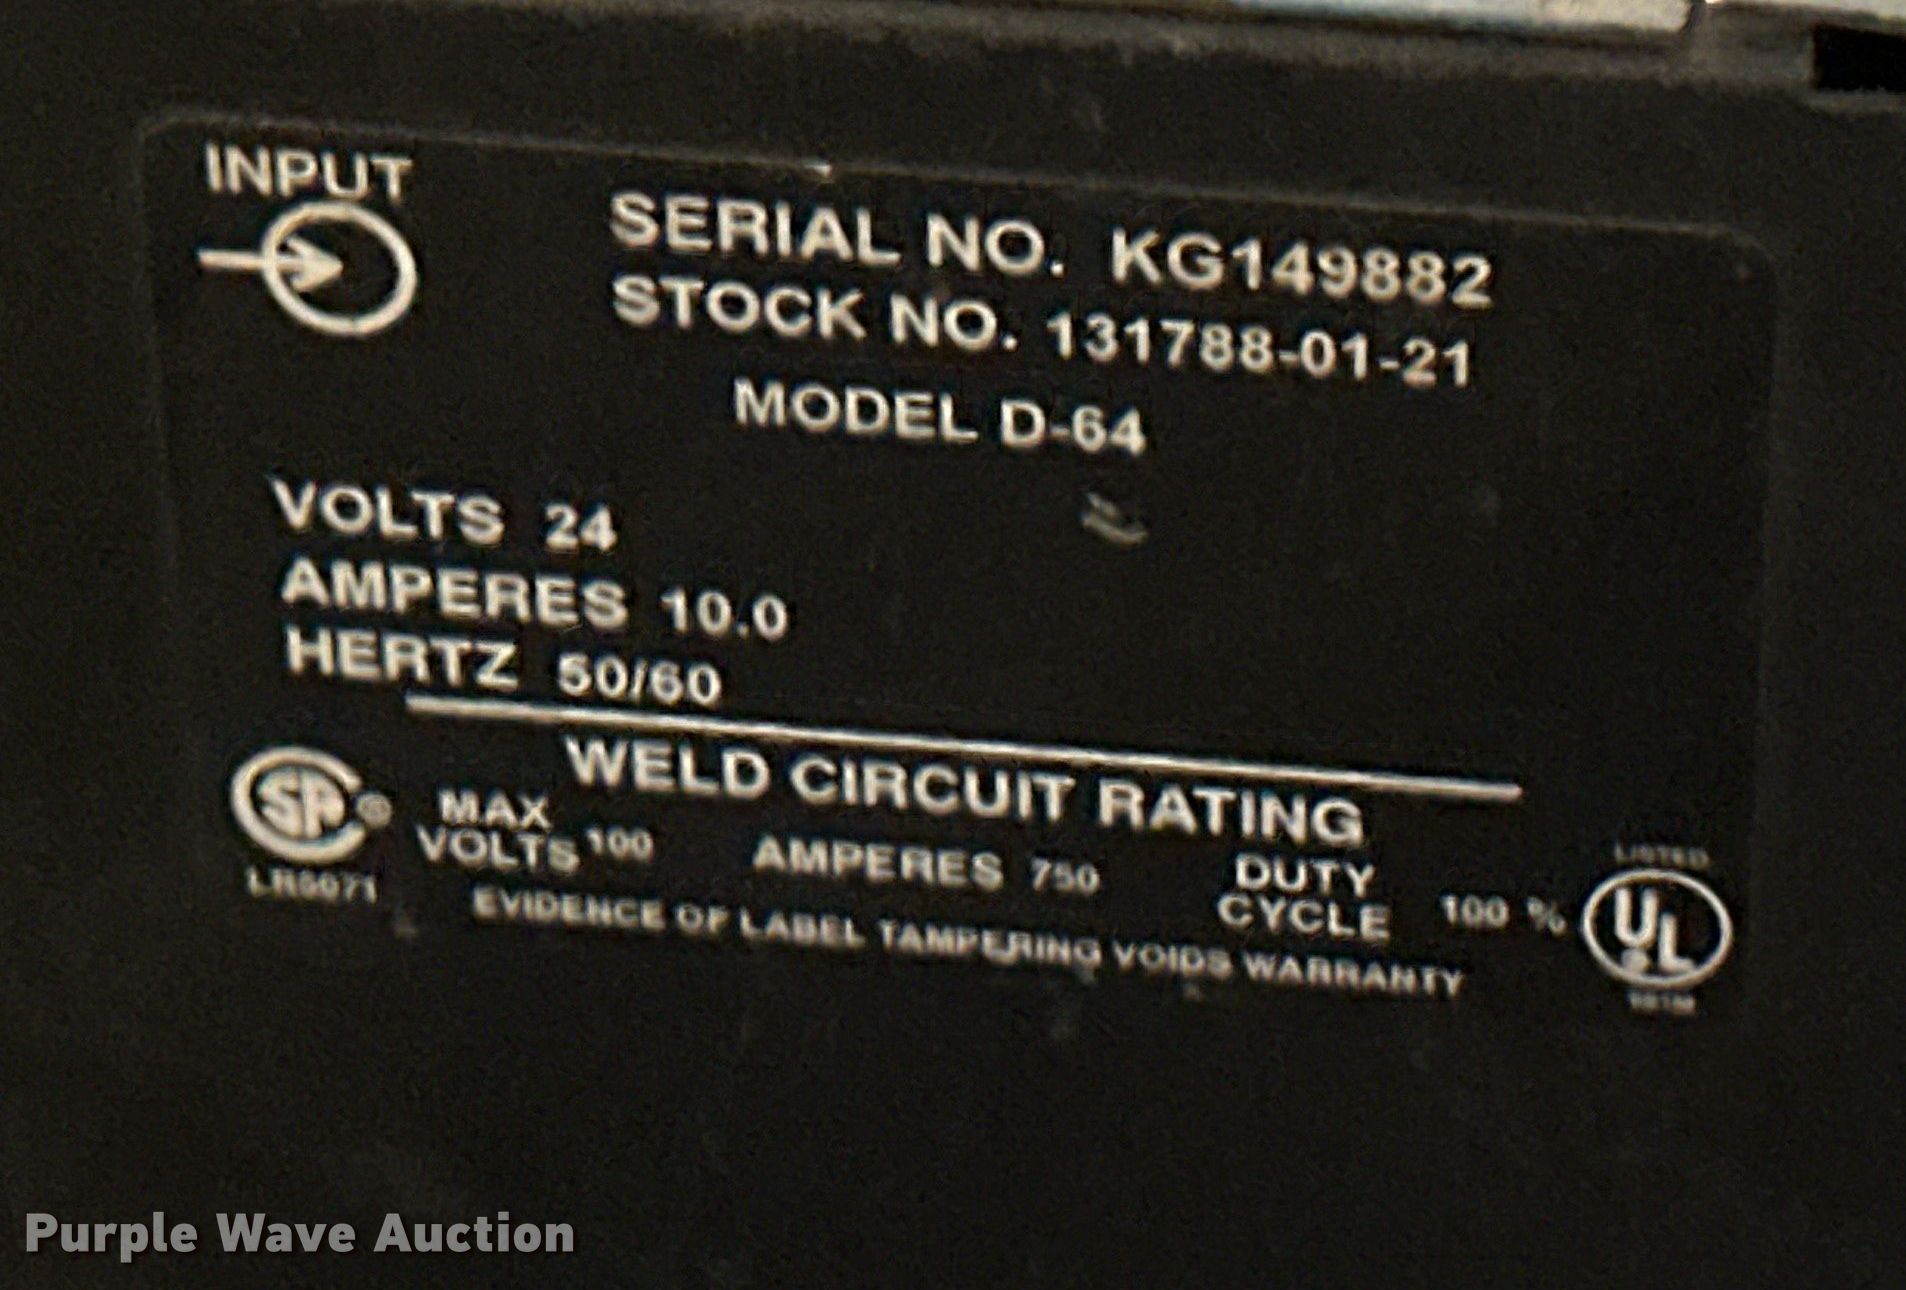 INPUT
SERIAL NO. KG149882
STOCK NO. 131788-01-21
MODEL D-64
VOLTS 24
AMPERES 10.0
HERTZ 50/60
WELD CIRCUIT RATING
MAX VOLTS 100 AMPERES 750 DUTY CYCLE 100 %
LISTED
SP
UL
EVIDENCE OF LABEL TAMPERING VOIDS WARRANTY
Purple Wave Auction